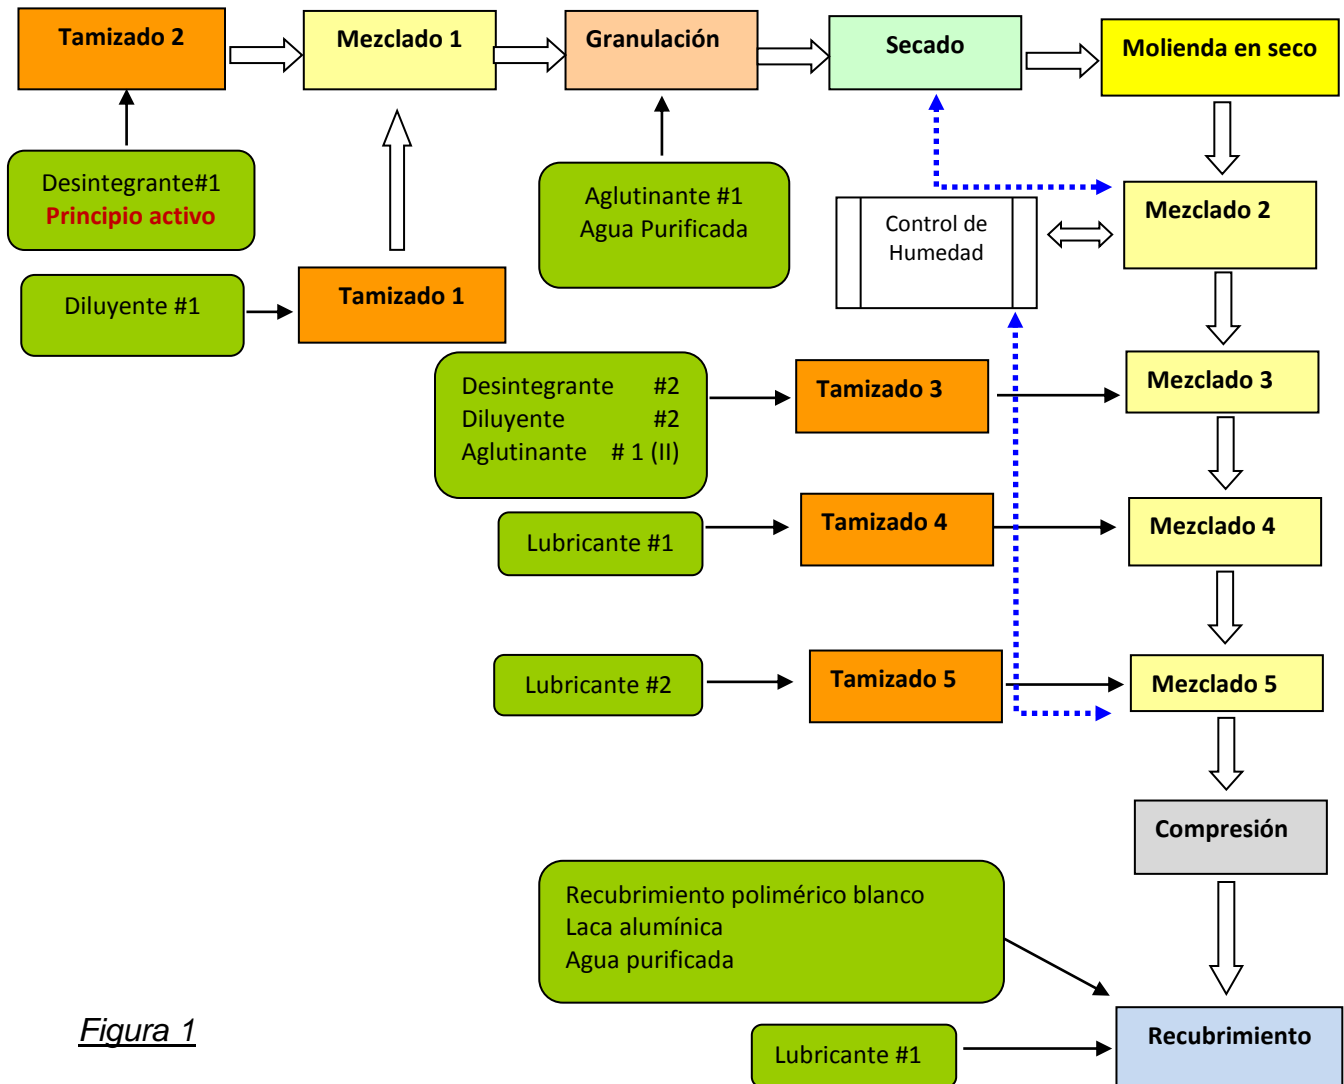 Tamizado 2
Mezclado 1
Granulación
Secado
Molienda en seco
Desintegrante#1
Principio activo
Aglutinante #1
Agua Purificada
Control de
Humedad
Mezclado 2
Diluyente #1
Tamizado 1
Desintegrante #2
Diluyente #2
Aglutinante # 1 (II)
Tamizado 3
Mezclado 3
Lubricante #1
Tamizado 4
Mezclado 4
Lubricante #2
Tamizado 5
Mezclado 5
Compresión
Recubrimiento polimérico blanco
Laca alumínica
Agua purificada
Figura 1
Lubricante #1
Recubrimiento